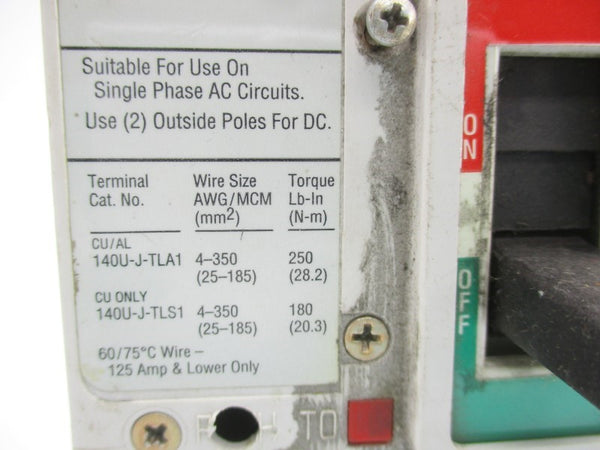 Suitable For Use On
Single Phase AC Circuits.
Use (2) Outside Poles For DC.
Terminal Wire Size Torque
Cat. No. AWG/MCM Lb-In
(mm2) (N-m)
CU/AL
140U-J-TLA1 4–350 250
(25–185) (28.2)
CU ONLY
140U-J-TLS1 4–350 180
(25–185) (20.3)
60/75°C Wire –
125 Amp & Lower Only
TO
ON
OFF